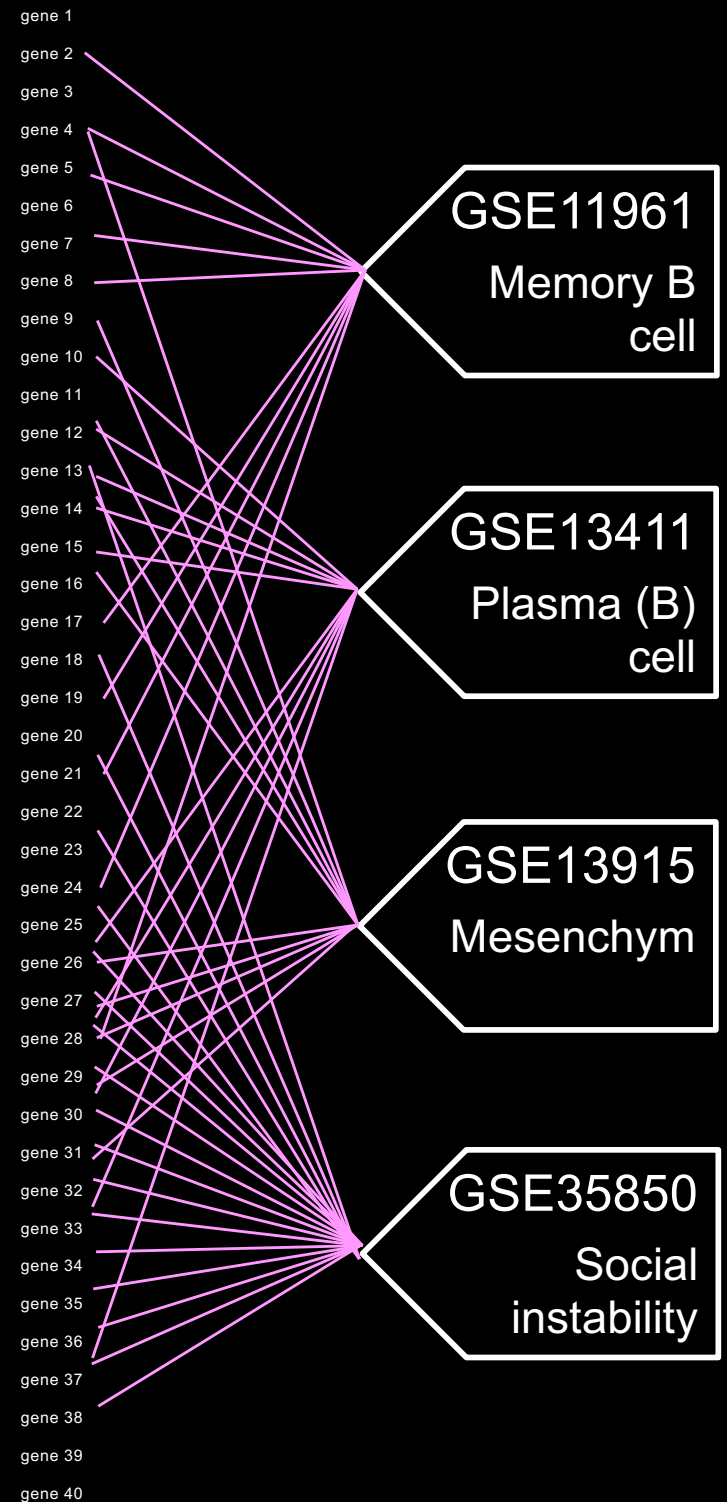 gene 1
gene 2
gene 3
gene 4
gene 5
gene 6
gene 7
gene 8
gene 9
gene 10
gene 11
gene 12
gene 13
gene 14
gene 15
gene 16
gene 17
gene 18
gene 19
gene 20
gene 21
gene 22
gene 23
gene 24
gene 25
gene 26
gene 27
gene 28
gene 29
gene 30
gene 31
gene 32
gene 33
gene 34
gene 35
gene 36
gene 37
gene 38
gene 39
gene 40
GSE11961
Memory B
cell
GSE13411
Plasma (B)
cell
GSE13915
Mesenchym
GSE35850
Social
instability